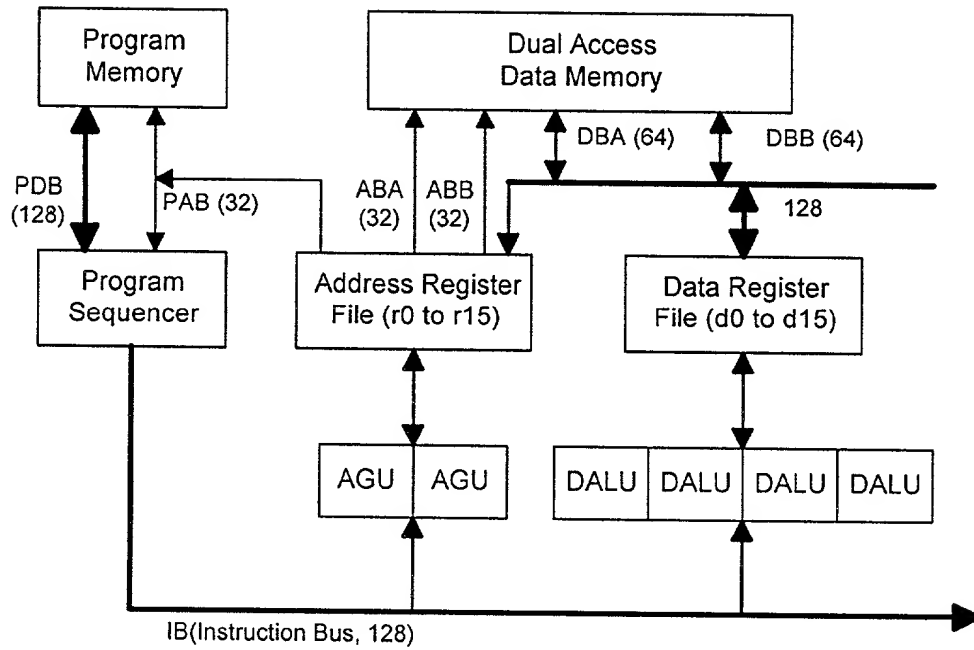 Program
Memory
Dual Access
Data Memory
DBA (64)
DBB (64)
PDB
(128)
PAB (32)
ABA
(32)
ABB
(32)
128
Program
Sequencer
Address Register
File (r0 to r15)
Data Register
File (d0 to d15)
AGU
AGU
DALU
DALU
DALU
DALU
IB(Instruction Bus, 128)